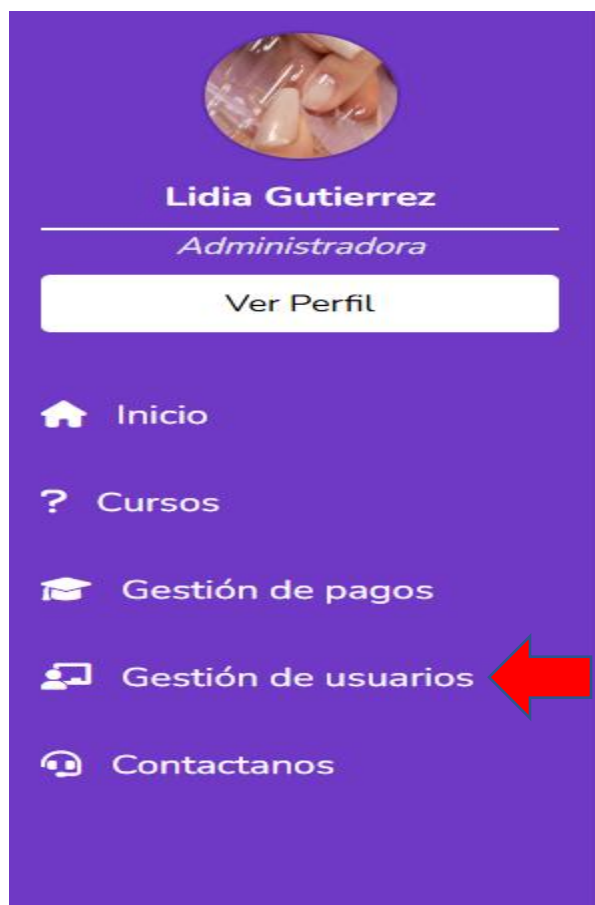 Lidia Gutierrez
Administradora
Ver Perfil
Inicio
? Cursos
Gestión de pagos
Gestión de usuarios
Contactanos